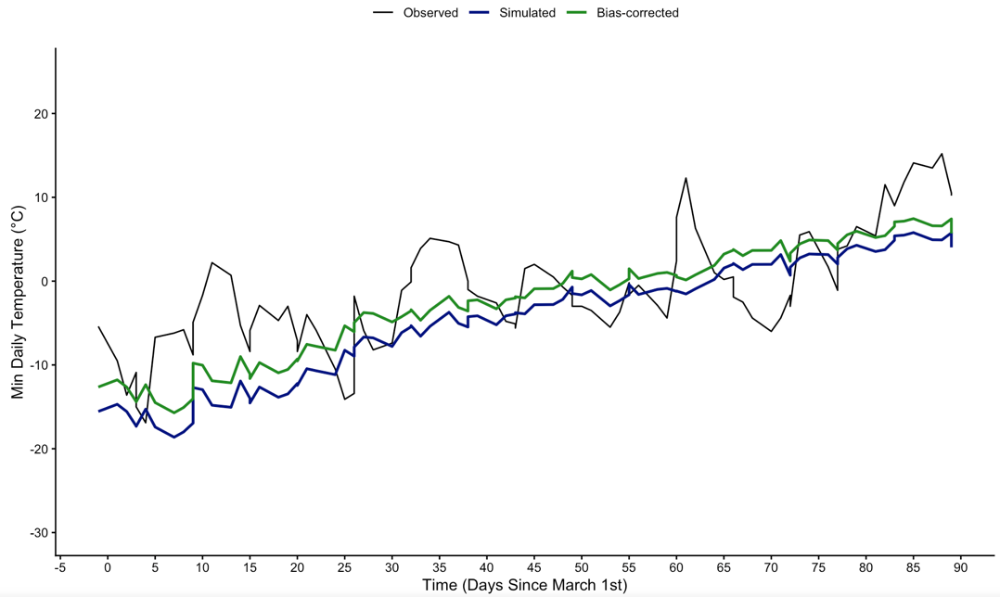 Observed Simulated Bias-corrected
Min Daily Temperature (°C)
20
10
0
-10
-20
-30
-5 0 5 10 15 20 25 30 35 40 45 50 55 60 65 70 75 80 85 90
Time (Days Since March 1st)